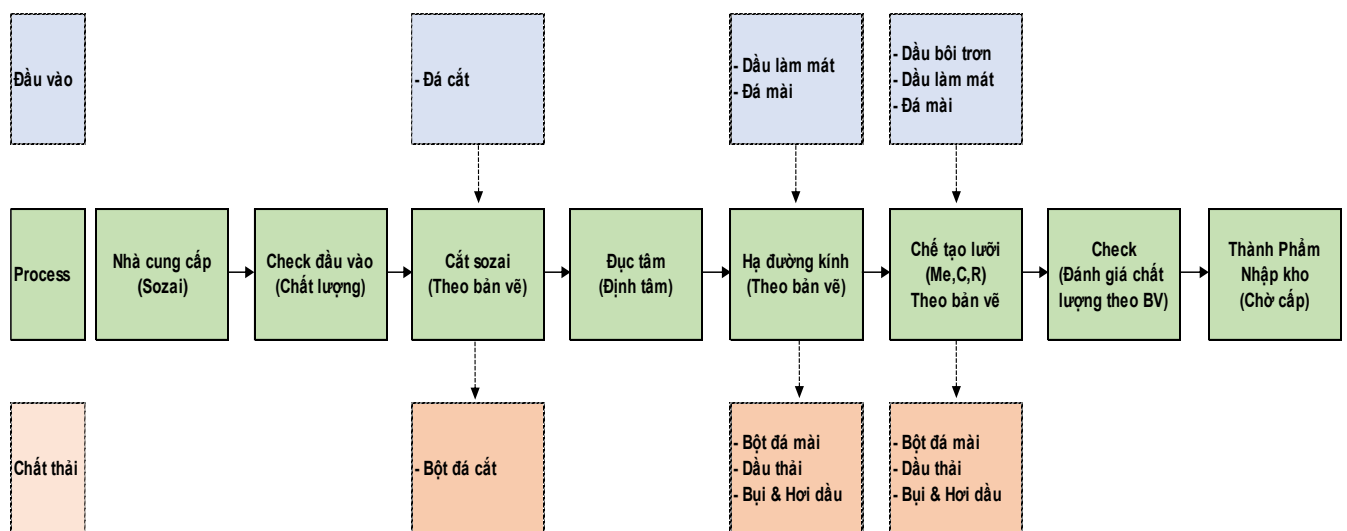 Đầu vào
- Đá cắt
- Dầu làm mát
- Đá mài
- Dầu bôi trơn
- Dầu làm mát
- Đá mài
Process
Nhà cung cấp
(Sozai)
Check đầu vào
(Chất lượng)
Cắt sozai
(Theo bản vẽ)
Đục tâm
(Định tâm)
Hạ đường kính
(Theo bản vẽ)
Chế tạo lưỡi
(Me,C,R)
Theo bản vẽ
Check
(Đánh giá chất
lượng theo BV)
Thành Phẩm
Nhập kho
(Chờ cấp)
Chất thải
- Bột đá cắt
- Bột đá mài
- Dầu thải
- Bụi & Hơi dầu
- Bột đá mài
- Dầu thải
- Bụi & Hơi dầu